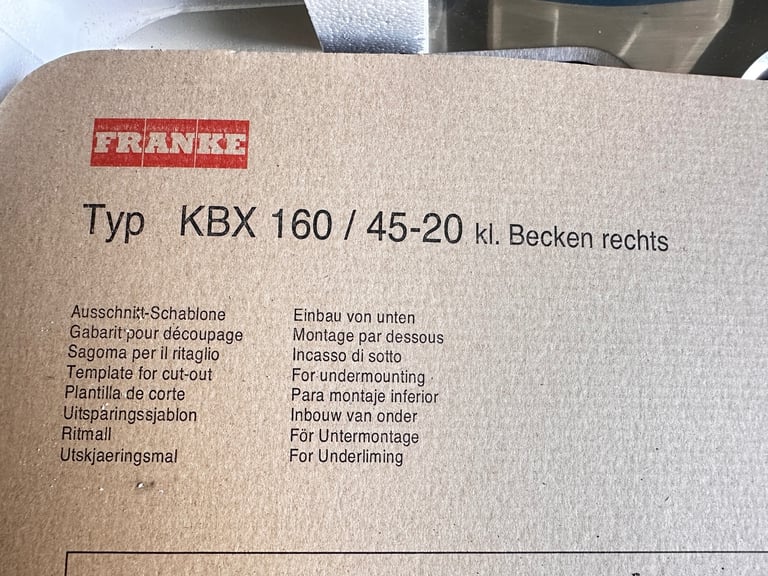 FRANKE
Typ KBX 160 / 45-20 kl. Becken rechts
Ausschnitt-Schablone
Gabarit pour découpage
Sagoma per il ritaglio
Template for cut-out
Plantilla de corte
Uitsparingssjablon
Ritmall
Utskjaeringsmal
Einbau von unten
Montage par dessous
Incasso di sotto
For undermounting
Para montaje inferior
Inbouw van onder
För Untermontage
For Underliming